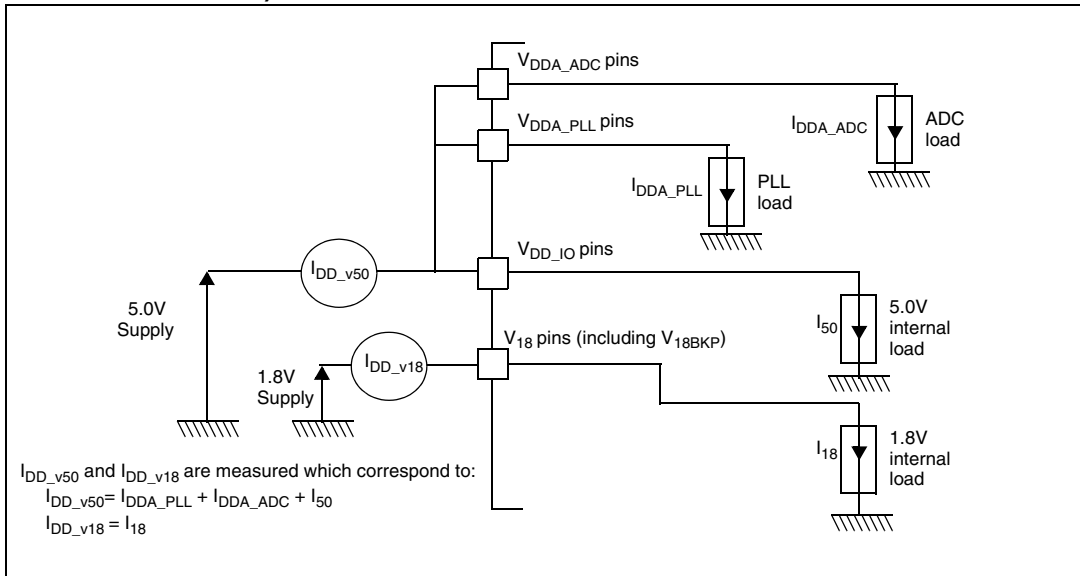 V_DDA_ADC pins
I_DDA_ADC
ADC
load
V_DDA_PLL pins
I_DDA_PLL
PLL
load
V_DD_IO pins
I_DD_v50
5.0V
Supply
I_50
5.0V
internal
load
V_18 pins (including V_18BKP)
I_DD_v18
1.8V
Supply
I_18
1.8V
internal
load
I_DD_v50 and I_DD_v18 are measured which correspond to:
I_DD_v50= I_DDA_PLL + I_DDA_ADC + I_50
I_DD_v18 = I_18